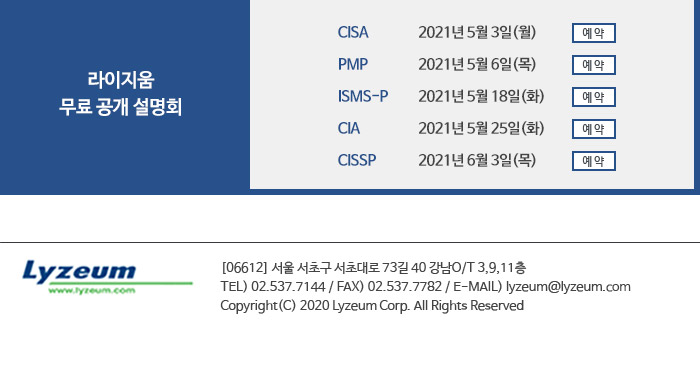 라이지움
무료 공개 설명회
CISA 2021년 5월 3일(월) 예약
PMP 2021년 5월 6일(목) 예약
ISMS-P 2021년 5월 18일(화) 예약
CIA 2021년 5월 25일(화) 예약
CISSP 2021년 6월 3일(목) 예약
Lyzeum
www.lyzeum.com
[06612] 서울 서초구 서초대로 73길 40 강남O/T 3,9,11층
TEL) 02.537.7144 / FAX) 02.537.7782 / E-MAIL) lyzeum@lyzeum.com
Copyright(C) 2020 Lyzeum Corp. All Rights Reserved